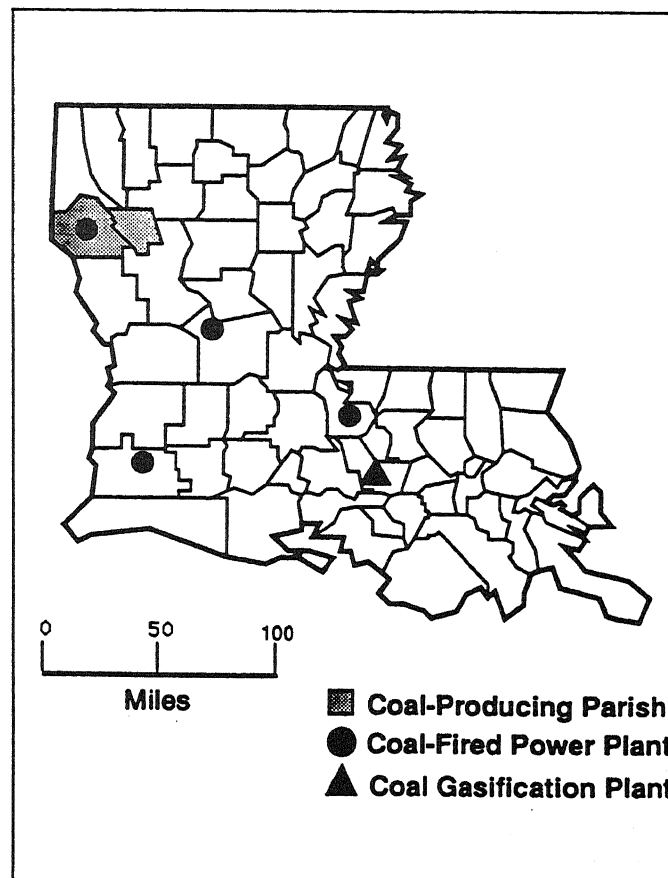 0 50 100
Miles
Coal-Producing Parish
Coal-Fired Power Plant
Coal Gasification Plant